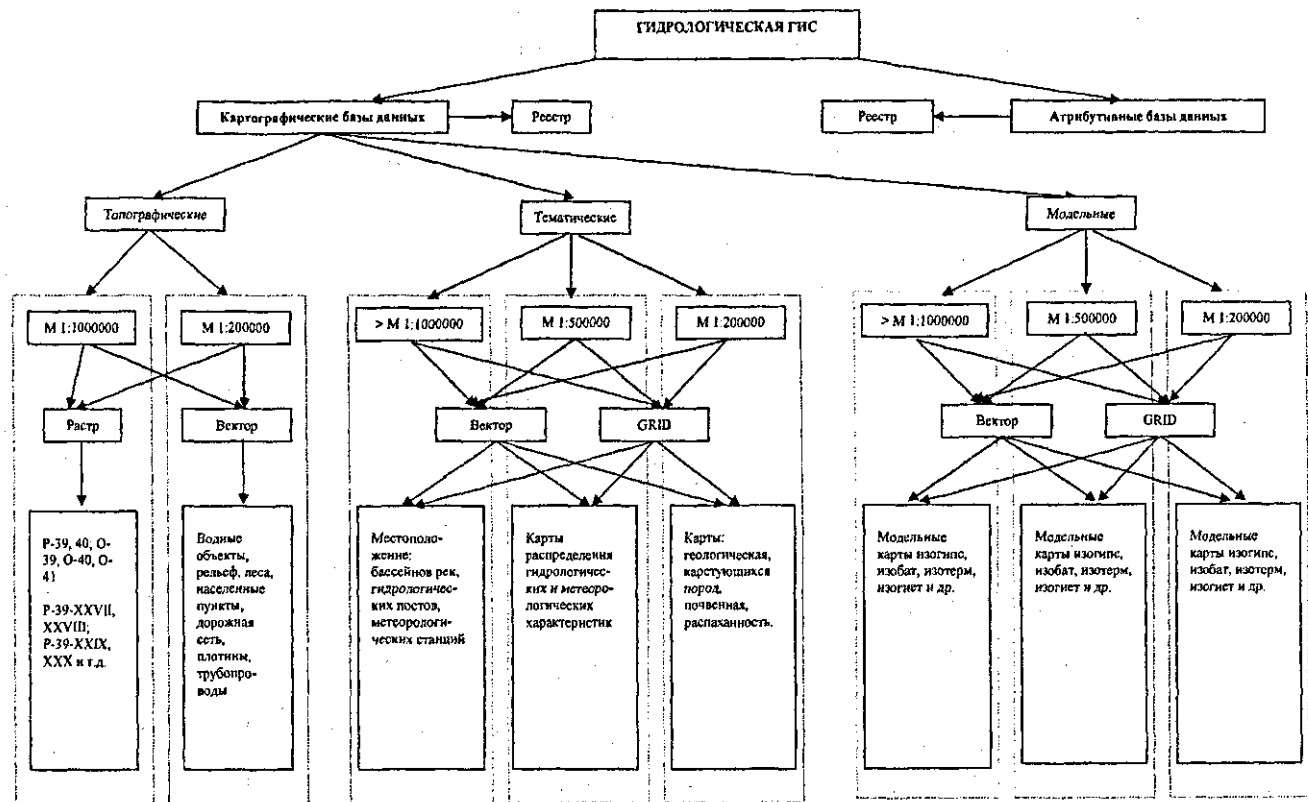 ГИДРОЛОГИЧЕСКАЯ ГИС
Картографические базы данных
Реестр
Реестр
Атрибутивные базы данных
Топографические
Тематические
Модельные
М 1:1000000
М 1:200000
> М 1:1000000
М 1:500000
М 1:200000
> М 1:1000000
М 1:500000
М 1:200000
Растр
Вектор
Вектор
GRID
Вектор
GRID
Р-39, 40; О-
39, О-40, О-
41
Р-39-XXVII,
XXVIII;
Р-39-XXIX,
XXX и т.д.
Водные
объекты,
рельеф, леса,
населенные
пункты,
дорожная
сеть,
плотины,
трубопро-
воды
Местополо-
жение:
бассейнов рек,
гидрологичес-
ких постов,
метеорологи-
ческих станций
Карты
распределения
гидрологичес-
ких и метеоро-
логических
характеристик
Карты:
геологическая,
карстующихся
пород,
почвенная,
распаханность.
Модельные
карты изогипс,
изобат, изотерм,
изогиет и др.
Модельные
карты изогипс,
изобат, изотерм,
изогиет и др.
Модельные
карты изогипс,
изобат, изотерм,
изогиет и др.